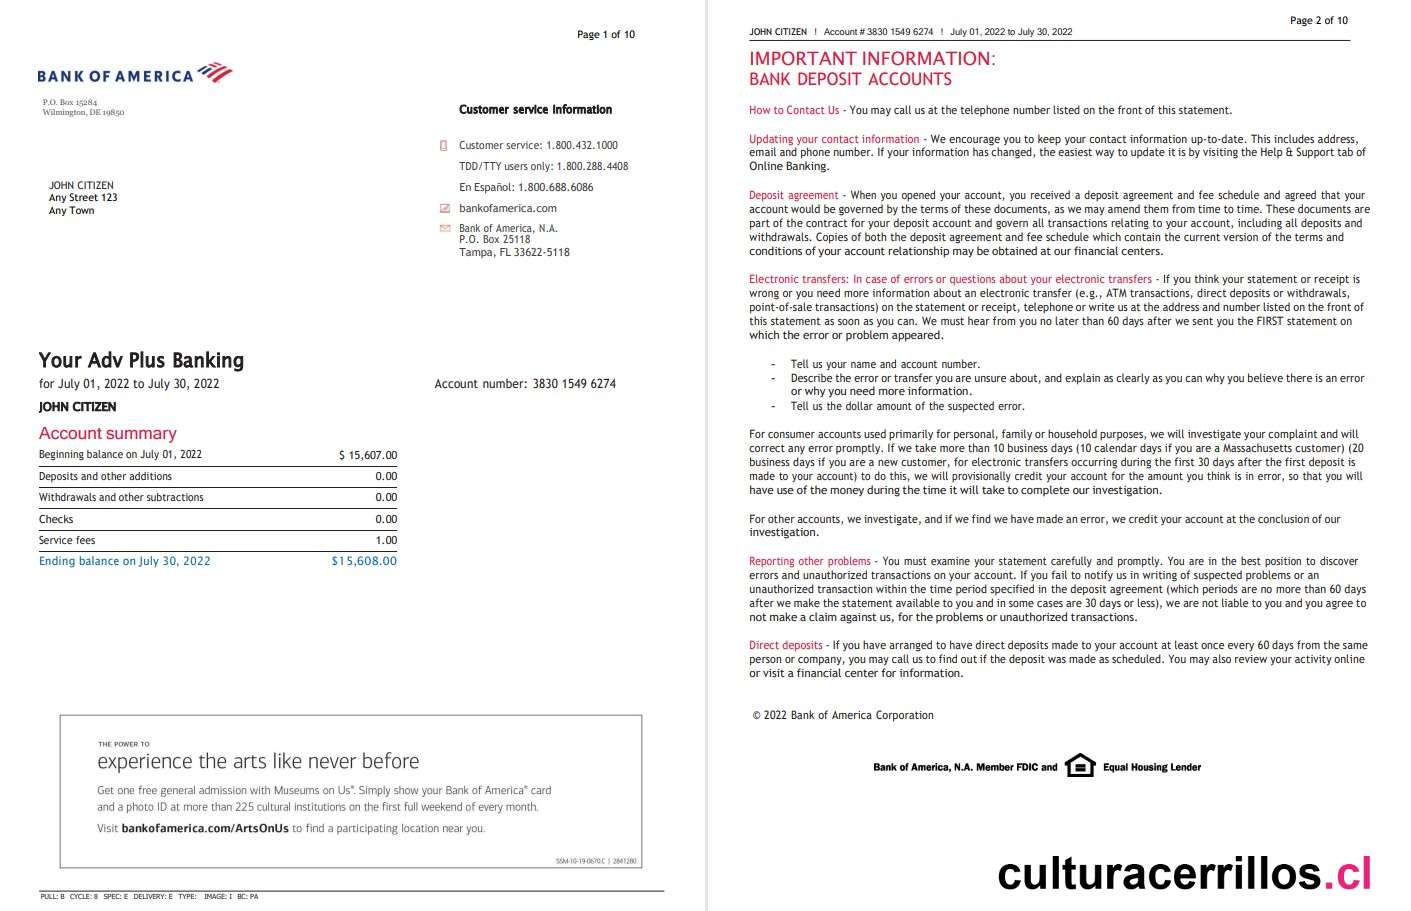 Page 1 of 10
BANK OF AMERICA
P.O. Box 15284
Wilmington, DE 19850
Customer service information
Customer service: 1.800.432.1000
TDD/TTY users only: 1.800.288.4408
En Español: 1.800.688.6086
bankofamerica.com
Bank of America, N.A.
P.O. Box 25118
Tampa, FL 33622-5118
JOHN CITIZEN
Any Street 123
Any Town
Your Adv Plus Banking
for July 01, 2022 to July 30, 2022
Account number: 3830 1549 6274
JOHN CITIZEN
Account summary
Beginning balance on July 01, 2022 $ 15,607.00
Deposits and other additions 0.00
Withdrawals and other subtractions 0.00
Checks 0.00
Service fees 1.00
Ending balance on July 30, 2022 $15,608.00
THE POWER TO
experience the arts like never before
Get one free general admission with Museums on Us®. Simply show your Bank of America® card
and a photo ID at more than 225 cultural institutions on the first full weekend of every month.
Visit bankofamerica.com/ArtsOnUs to find a participating location near you.
SSM-10-19-0670.C | 2841280
PULL: B CYCLE: 8 SPEC: E DELIVERY: E TYPE: IMAGE: I BC: PA
Page 2 of 10
JOHN CITIZEN ! Account # 3830 1549 6274 ! July 01, 2022 to July 30, 2022
IMPORTANT INFORMATION:
BANK DEPOSIT ACCOUNTS
How to Contact Us - You may call us at the telephone number listed on the front of this statement.
Updating your contact information - We encourage you to keep your contact information up-to-date. This includes address,
email and phone number. If your information has changed, the easiest way to update it is by visiting the Help & Support tab of
Online Banking.
Deposit agreement - When you opened your account, you received a deposit agreement and fee schedule and agreed that your
account would be governed by the terms of these documents, as we may amend them from time to time. These documents are
part of the contract for your deposit account and govern all transactions relating to your account, including all deposits and
withdrawals. Copies of both the deposit agreement and fee schedule which contain the current version of the terms and
conditions of your account relationship may be obtained at our financial centers.
Electronic transfers: In case of errors or questions about your electronic transfers - If you think your statement or receipt is
wrong or you need more information about an electronic transfer (e.g., ATM transactions, direct deposits or withdrawals,
point-of-sale transactions) on the statement or receipt, telephone or write us at the address and number listed on the front of
this statement as soon as you can. We must hear from you no later than 60 days after we sent you the FIRST statement on
which the error or problem appeared.
- Tell us your name and account number.
- Describe the error or transfer you are unsure about, and explain as clearly as you can why you believe there is an error
or why you need more information.
- Tell us the dollar amount of the suspected error.
For consumer accounts used primarily for personal, family or household purposes, we will investigate your complaint and will
correct any error promptly. If we take more than 10 business days (10 calendar days if you are a Massachusetts customer) (20
business days if you are a new customer, for electronic transfers occurring during the first 30 days after the first deposit is
made to your account) to do this, we will provisionally credit your account for the amount you think is in error, so that you will
have use of the money during the time it will take to complete our investigation.
For other accounts, we investigate, and if we find we have made an error, we credit your account at the conclusion of our
investigation.
Reporting other problems - You must examine your statement carefully and promptly. You are in the best position to discover
errors and unauthorized transactions on your account. If you fail to notify us in writing of suspected problems or an
unauthorized transaction within the time period specified in the deposit agreement (which periods are no more than 60 days
after we make the statement available to you and in some cases are 30 days or less), we are not liable to you and you agree to
not make a claim against us, for the problems or unauthorized transactions.
Direct deposits - If you have arranged to have direct deposits made to your account at least once every 60 days from the same
person or company, you may call us to find out if the deposit was made as scheduled. You may also review your activity online
or visit a financial center for information.
© 2022 Bank of America Corporation
Bank of America, N.A. Member FDIC and Equal Housing Lender
culturacerrillos.cl